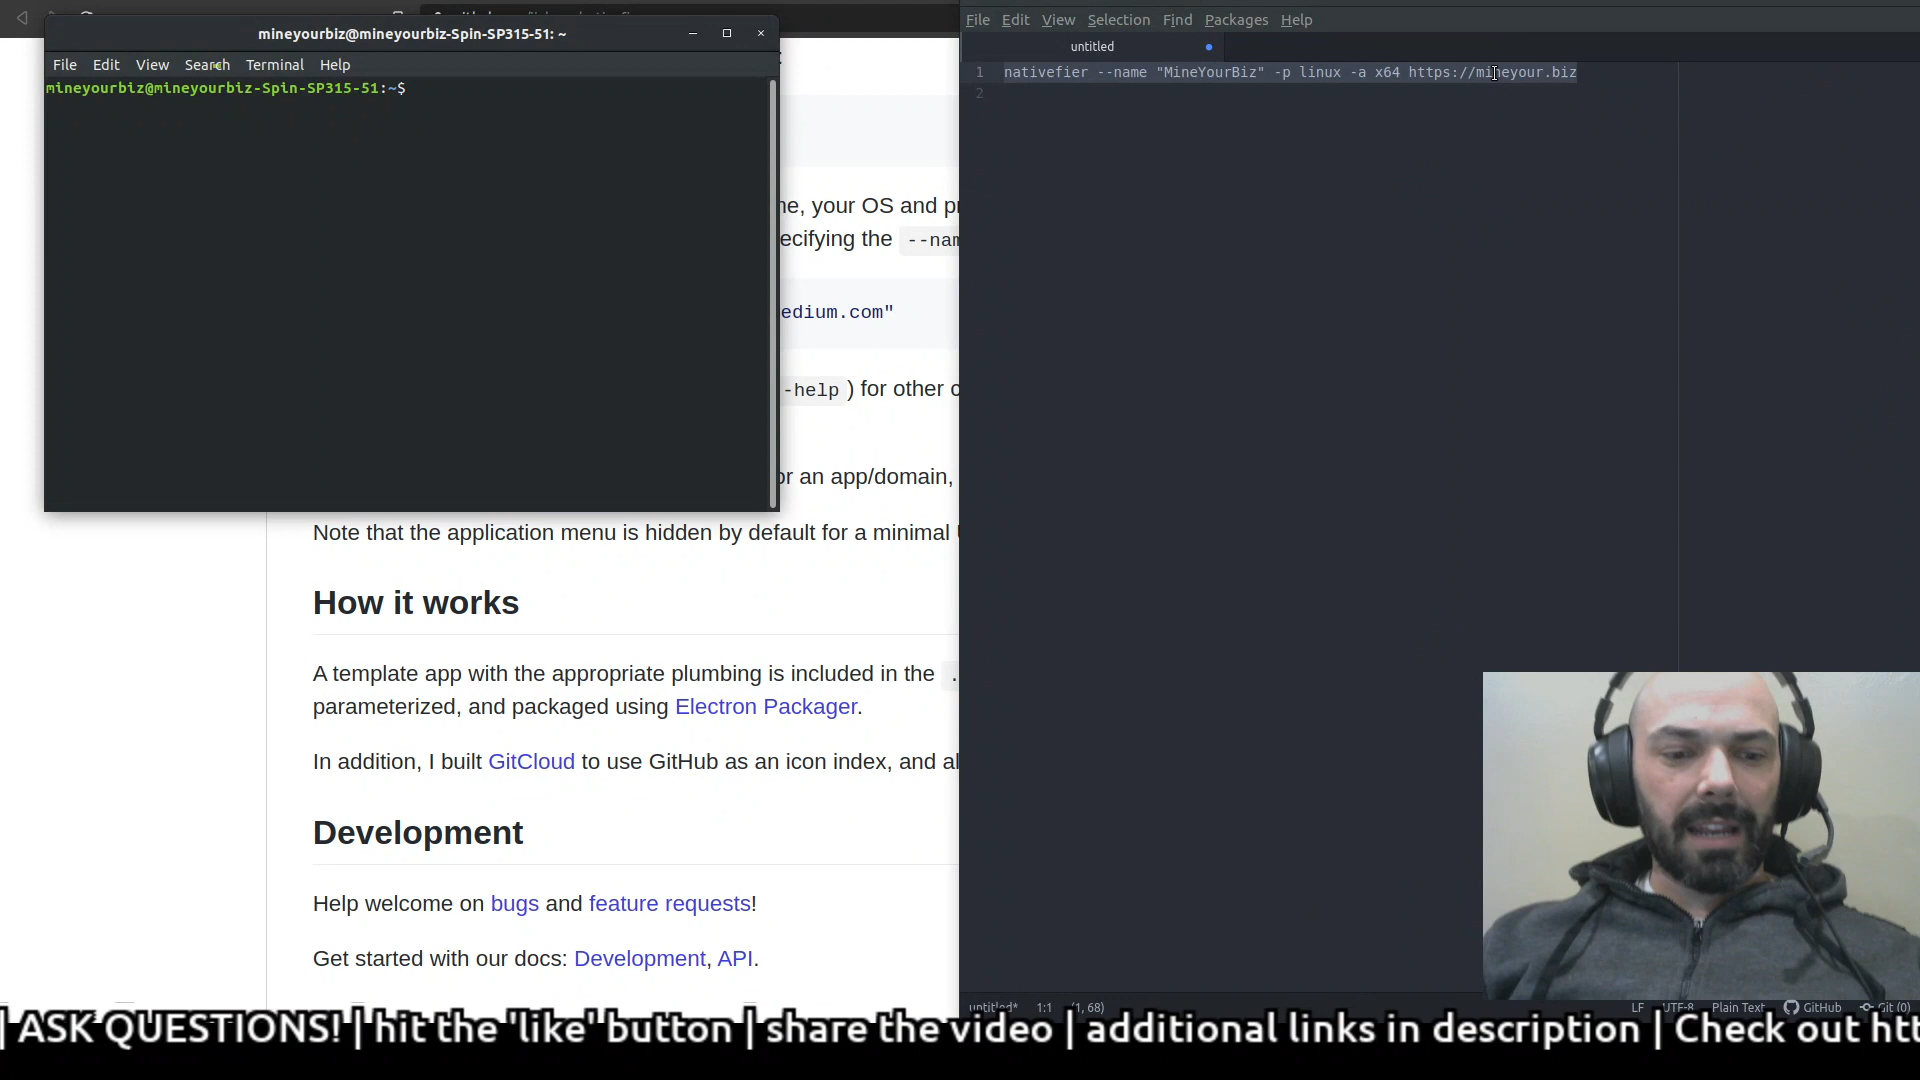 mineyourbiz@mineyourbiz-Spin-SP315-51: ~
File Edit View Search Terminal Help
mineyourbiz@mineyourbiz-Spin-SP315-51:~$
File Edit View Selection Find Packages Help
untitled
1 nativefier --name "MineYourBiz" -p linux -a x64 https://mineyour.biz
2
me, your OS and pr
ecifying the --nam
edium.com"
-help) for other o
or an app/domain,
Note that the application menu is hidden by default for a minimal U
How it works
A template app with the appropriate plumbing is included in the .
parameterized, and packaged using Electron Packager.
In addition, I built GitCloud to use GitHub as an icon index, and al
Development
Help welcome on bugs and feature requests!
Get started with our docs: Development, API.
untitled* 1:1 (1, 68) LF UTF-8 Plain Text GitHub Git (0)
| ASK QUESTIONS! | hit the 'like' button | share the video | additional links in description | Check out htt